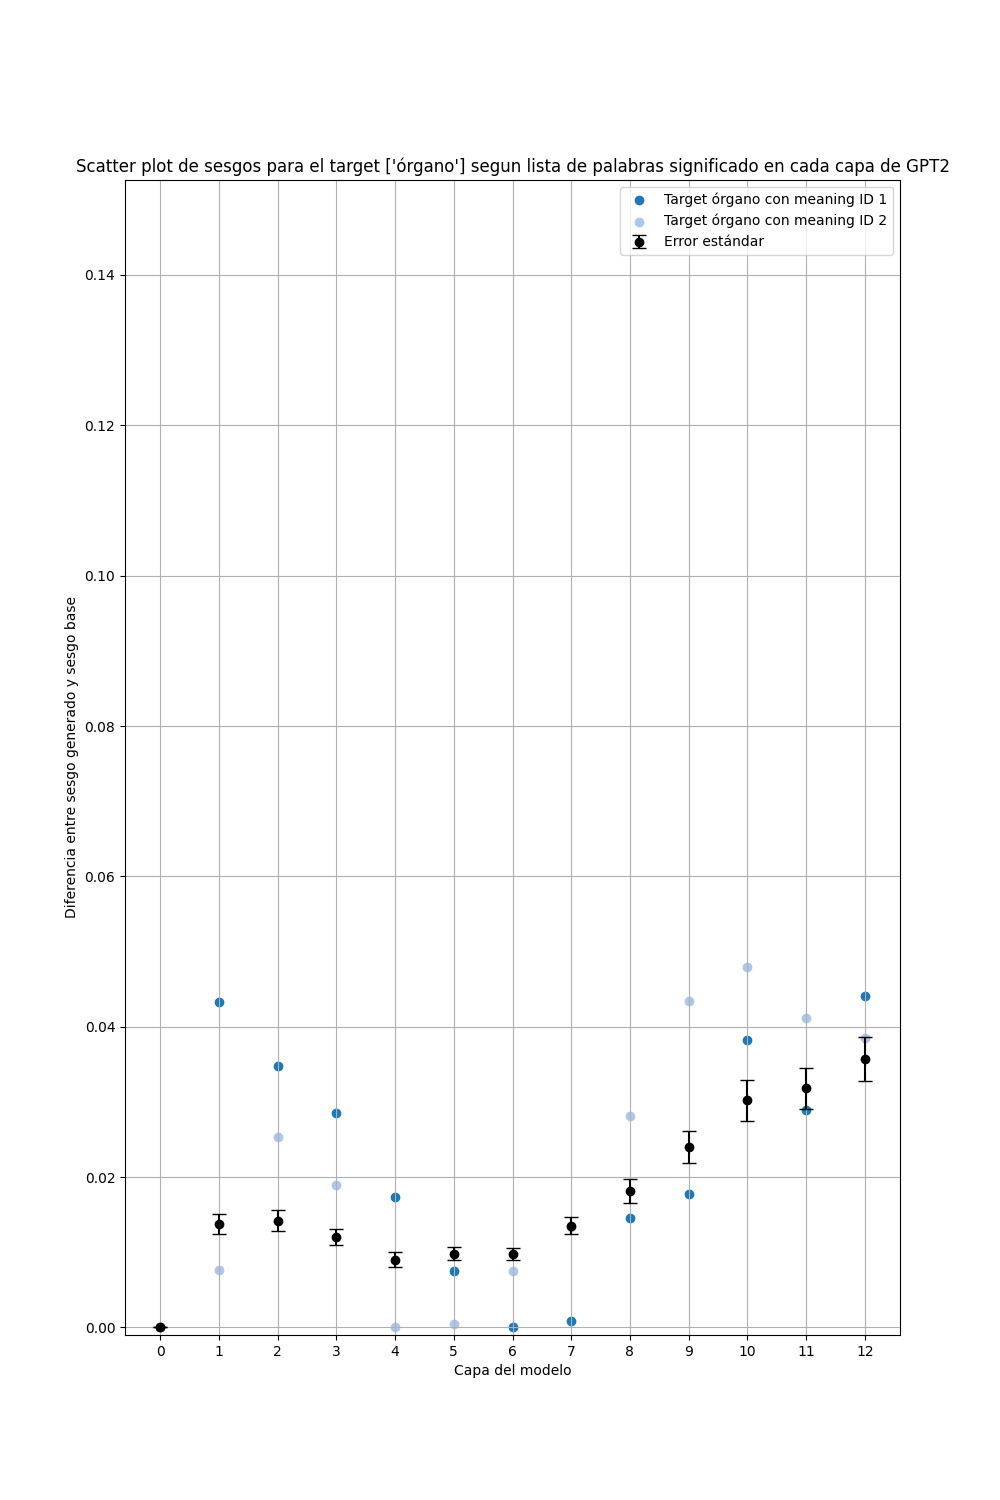 Scatter plot de sesgos para el target ['órgano'] segun lista de palabras significado en cada capa de GPT2
Target órgano con meaning ID 1
Target órgano con meaning ID 2
Error estándar
0.14
0.12
0.10
0.08
0.06
0.04
0.02
0.00
Diferencia entre sesgo generado y sesgo base
0 1 2 3 4 5 6 7 8 9 10 11 12
Capa del modelo